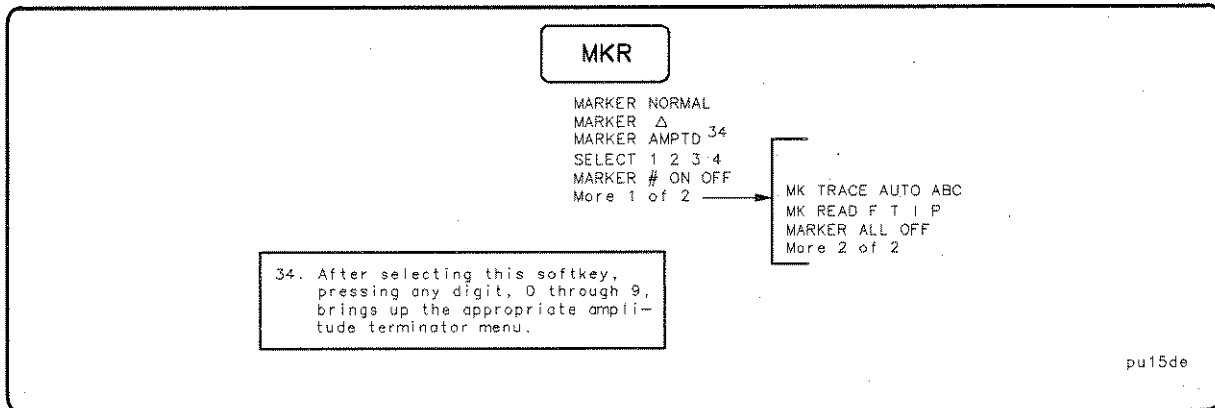 MKR
MARKER NORMAL
MARKER Δ
MARKER AMPTD 34
SELECT 1 2 3 4
MARKER # ON OFF
More 1 of 2
MK TRACE AUTO ABC
MK READ F T I P
MARKER ALL OFF
More 2 of 2
34. After selecting this softkey,
pressing any digit, 0 through 9,
brings up the appropriate ampli-
tude terminator menu.
pu15de